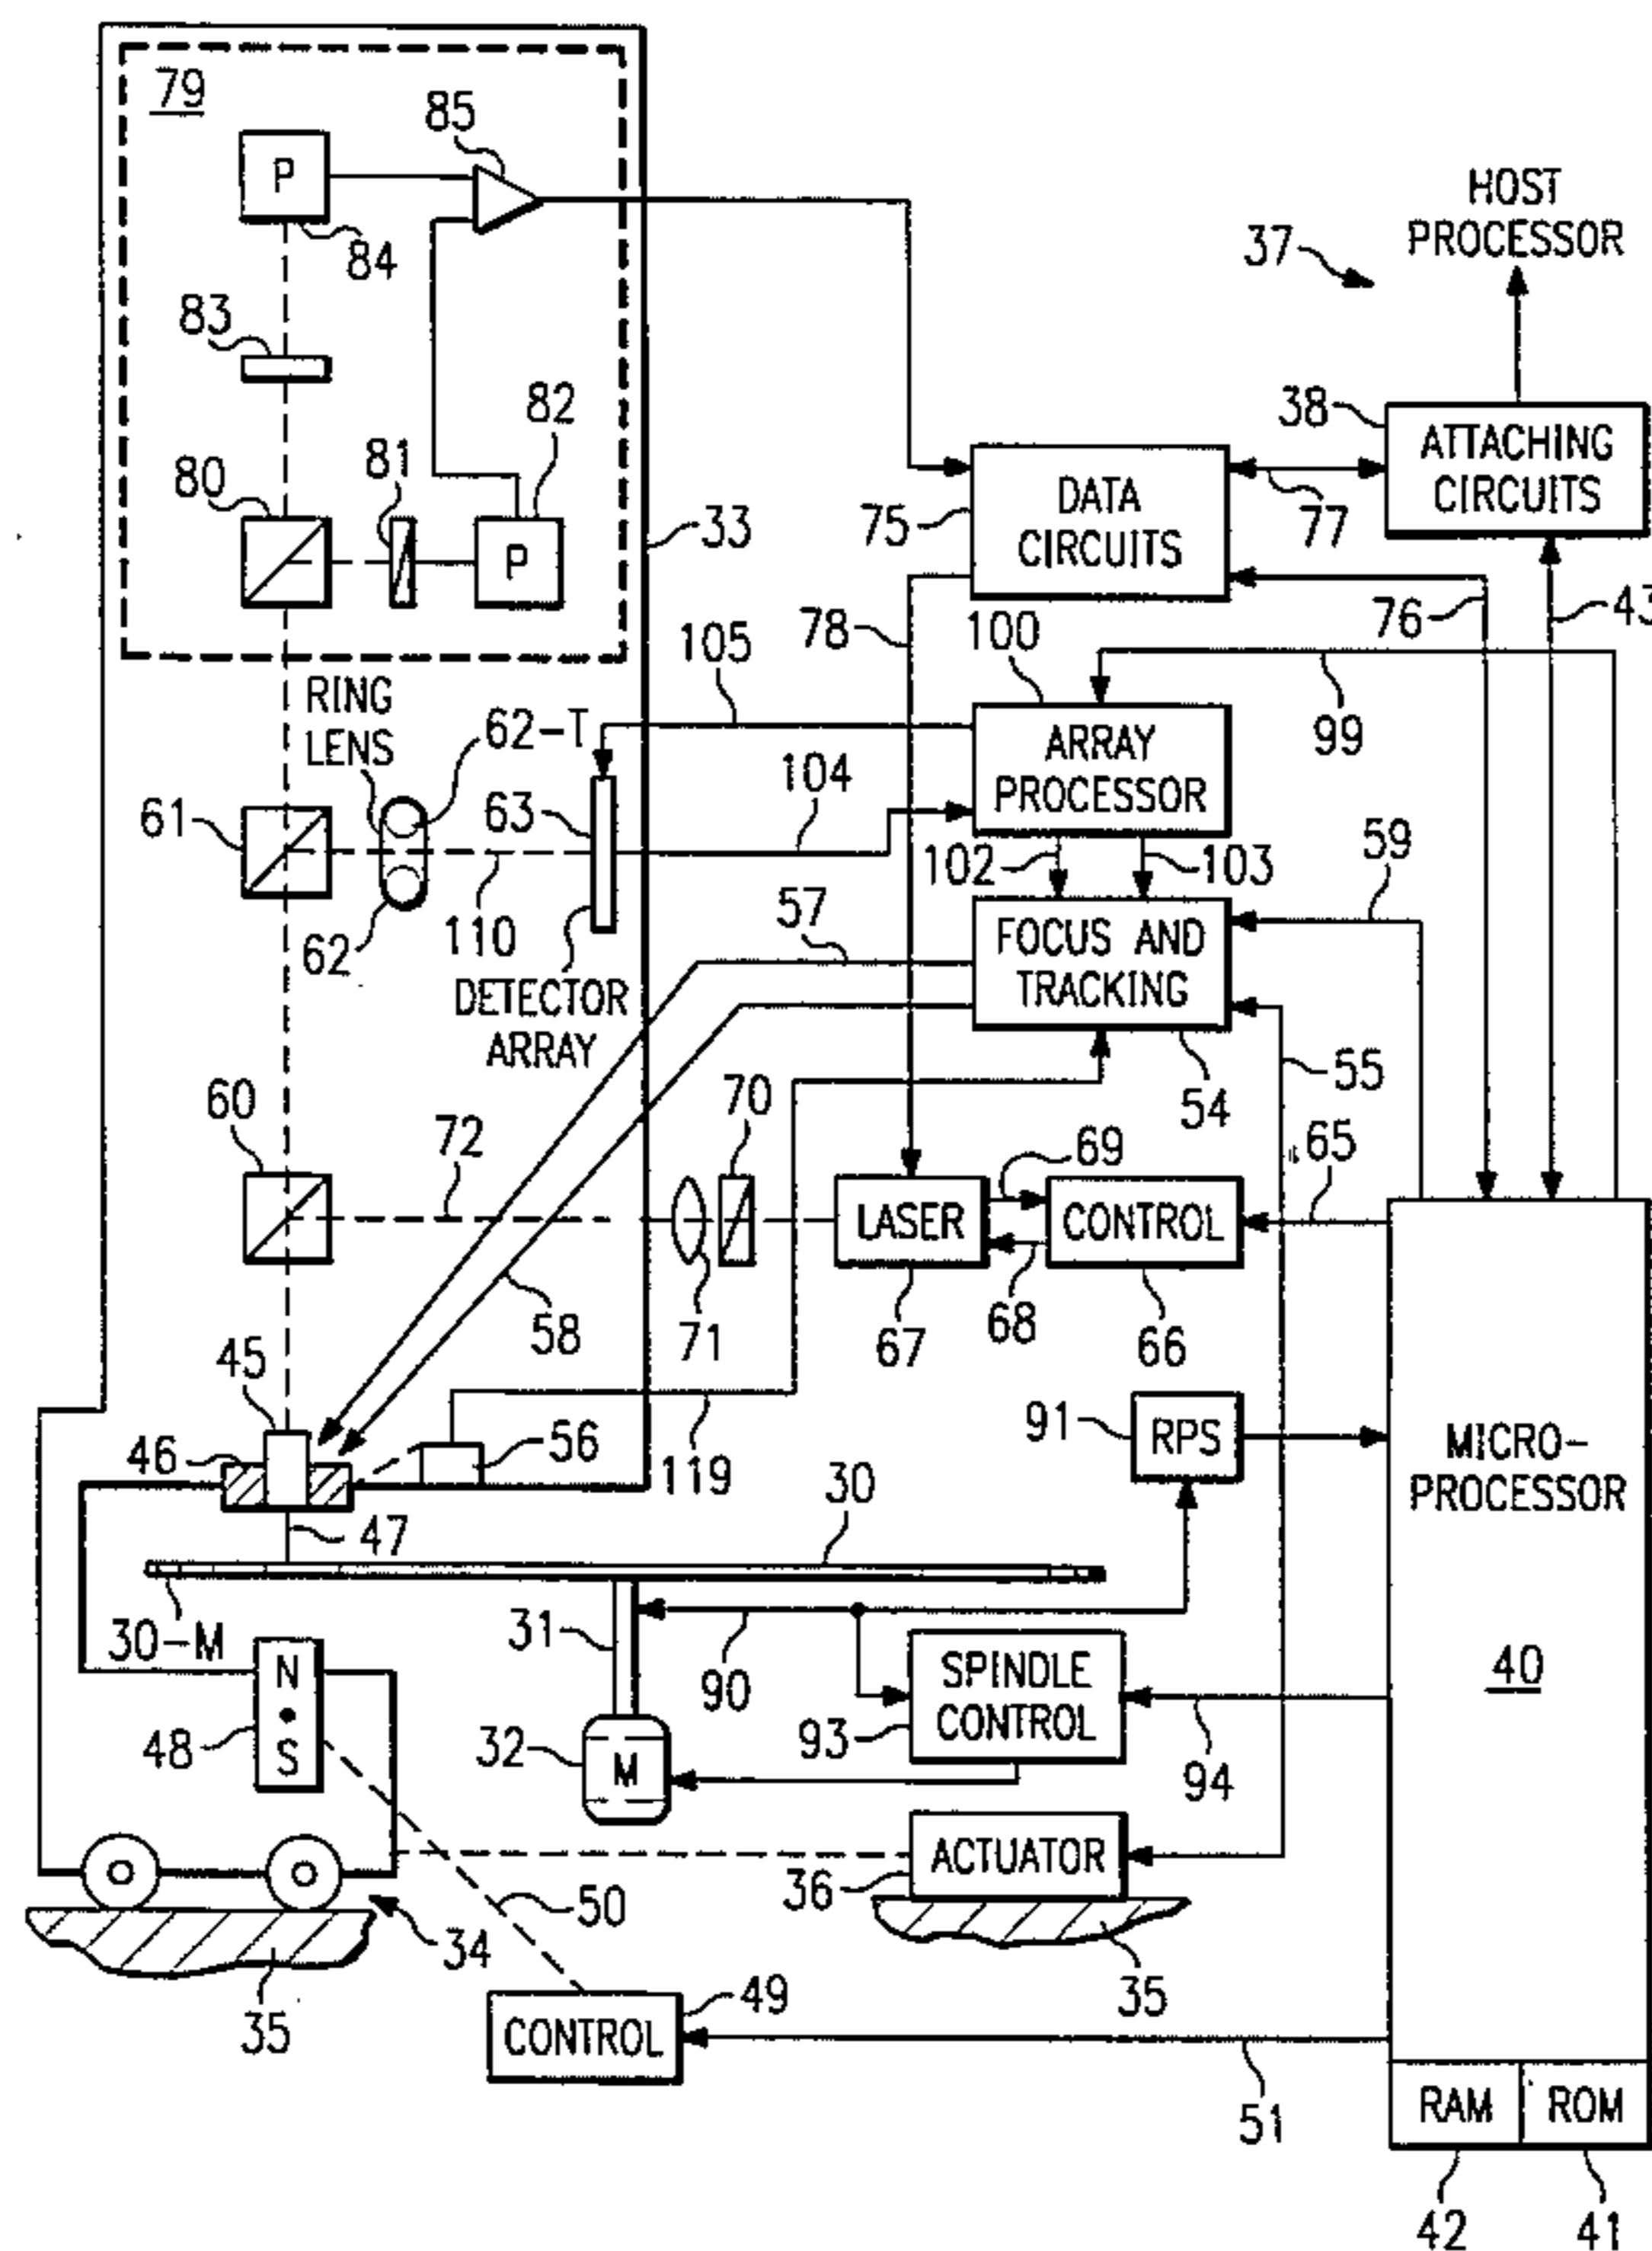 79
85
P
84
83
HOST
PROCESSOR
37
38
ATTACHING
CIRCUITS
80
81
82
P
33
75
DATA
CIRCUITS
77
76
43
78
100
105
99
RING
LENS
62-T
61
63
104
ARRAY
PROCESSOR
102
103
59
62
110
DETECTOR
ARRAY
57
FOCUS AND
TRACKING
54
55
60
72
70
69
65
LASER
CONTROL
71
67
68
66
58
45
46
56
119
91
RPS
47
30
MICRO-
PROCESSOR
40
30-M
31
90
N
S
48
32
M
93
SPINDLE
CONTROL
94
36
ACTUATOR
50
34
35
35
49
CONTROL
51
RAM
ROM
42
41